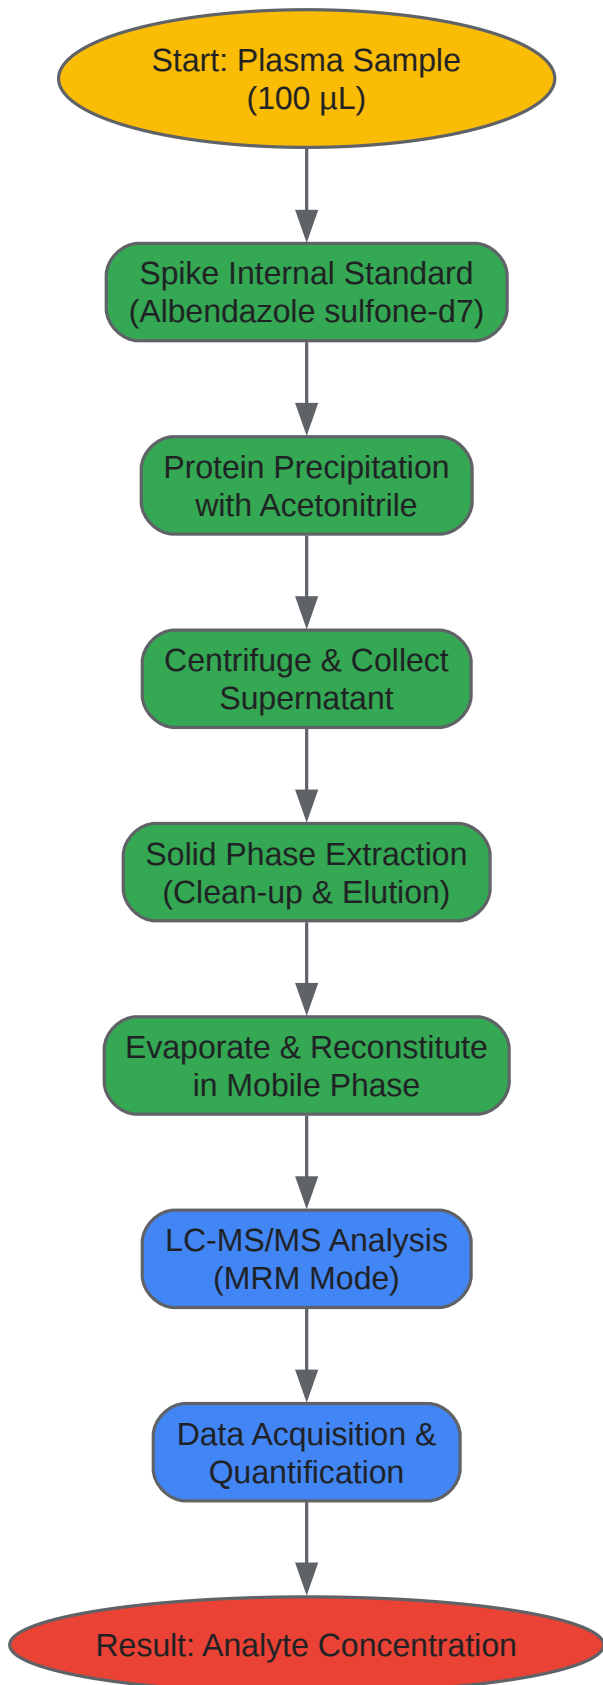 Start: Plasma Sample
(100 µL)
Spike Internal Standard
(Albendazole sulfone-d7)
Protein Precipitation
with Acetonitrile
Centrifuge & Collect
Supernatant
Solid Phase Extraction
(Clean-up & Elution)
Evaporate & Reconstitute
in Mobile Phase
LC-MS/MS Analysis
(MRM Mode)
Data Acquisition &
Quantification
Result: Analyte Concentration